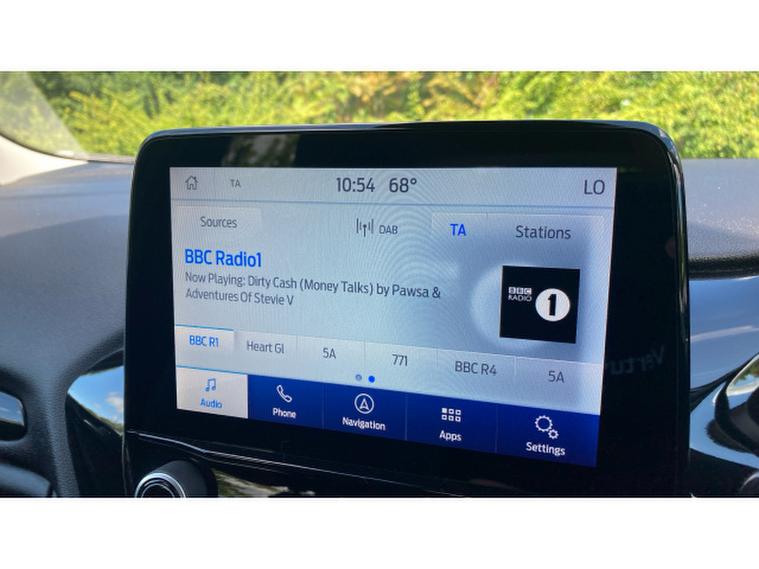 TA 10:54 68° LO
Sources DAB TA Stations
BBC Radio1
Now Playing: Dirty Cash (Money Talks) by Pawsa &
Adventures Of Stevie V
BBC
RADIO 1
BBC R1 Heart Gl 5A 771 BBC R4 5A
Audio Phone Navigation Apps Settings